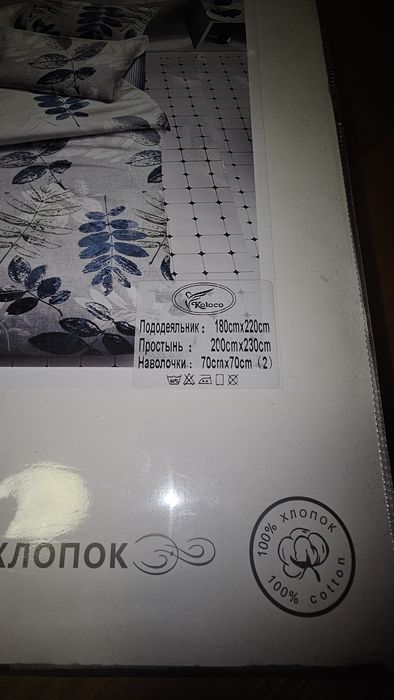 Koloco
Пододеяльник: 180cmx220cm
Простынь: 200cmx230cm
Наволочки: 70cmx70cm (2)
ХЛОПОК
100% ХЛОПОК
100% cotton